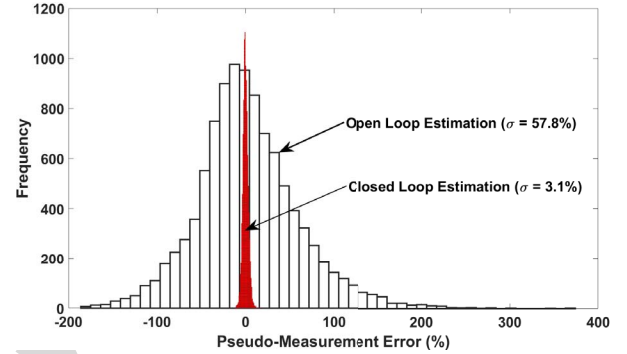 1200
1000
800
600
400
200
0
Frequency
Open Loop Estimation (σ = 57.8%)
Closed Loop Estimation (σ = 3.1%)
-200 -100 0 100 200 300 400
Pseudo-Measurement Error (%)